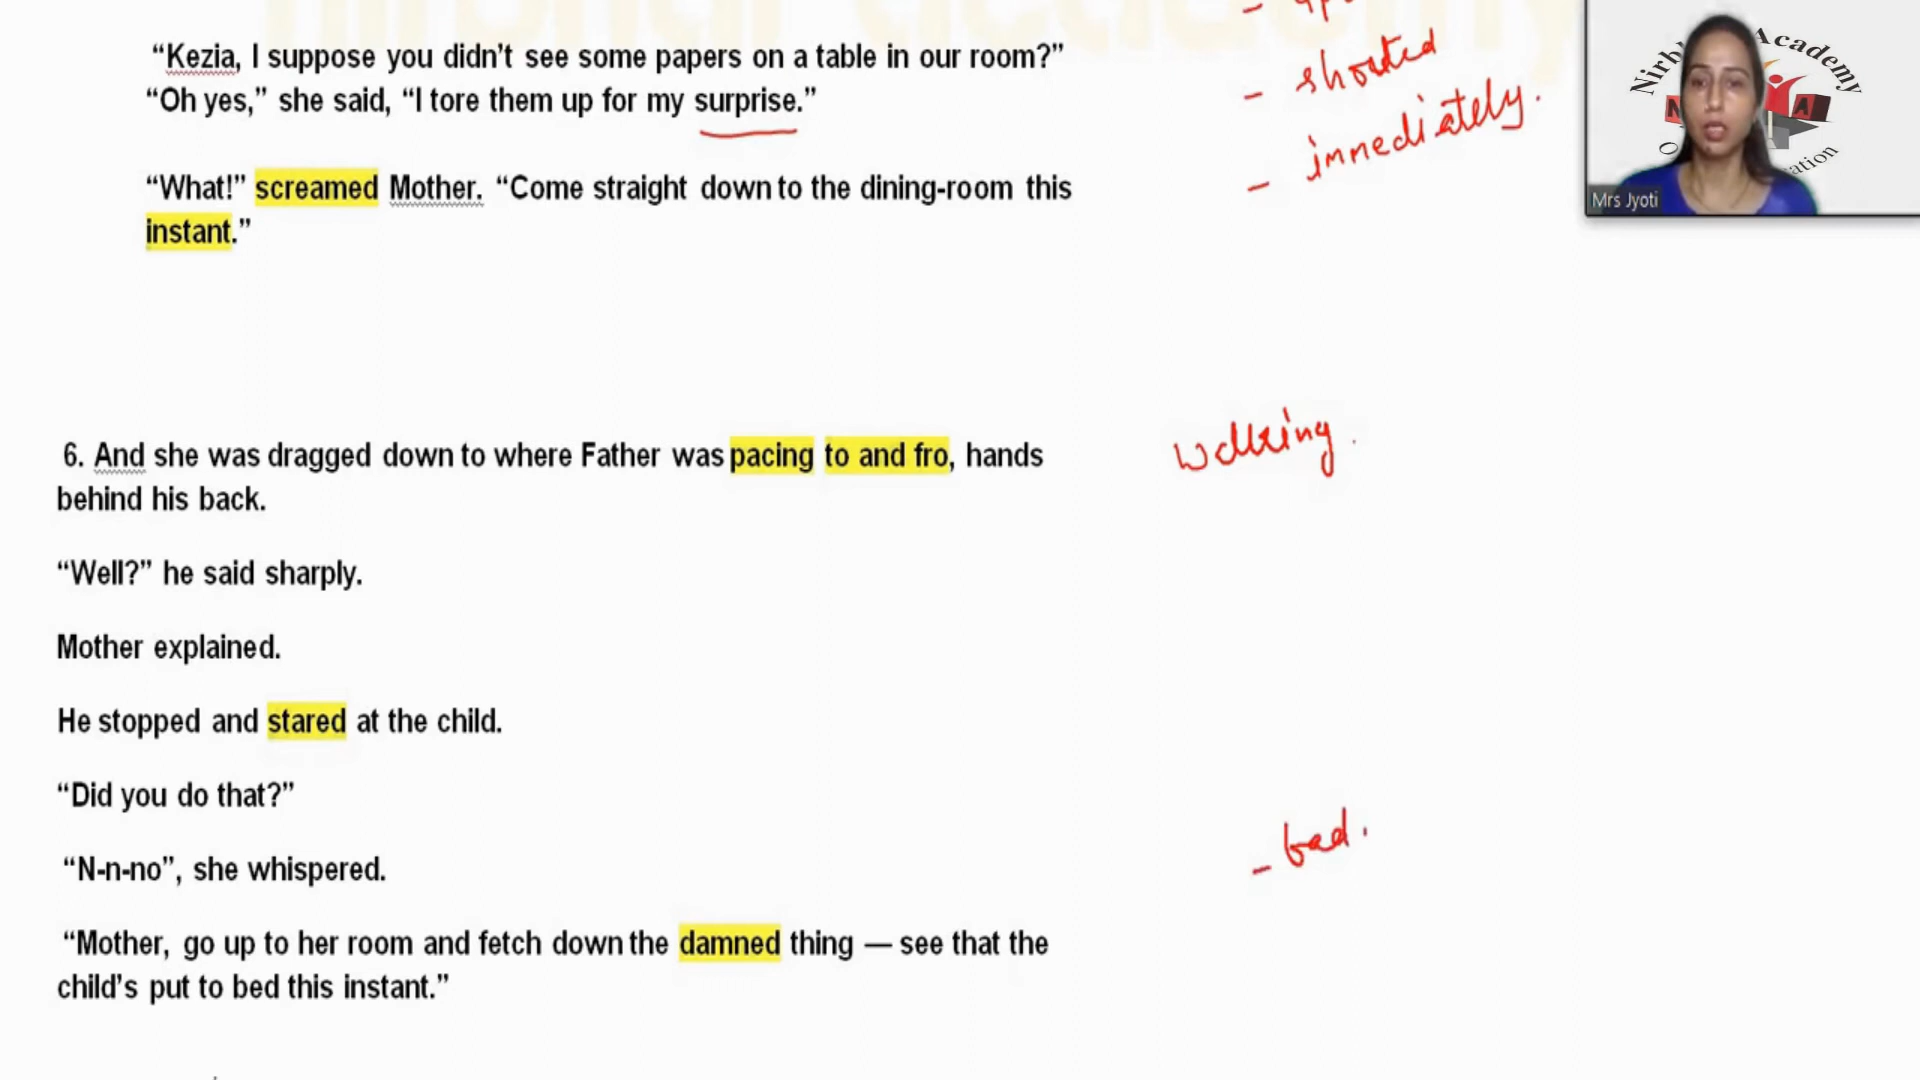 “Kezia, I suppose you didn’t see some papers on a table in our room?”
“Oh yes,” she said, “I tore them up for my surprise.”
- shouted
“What!” screamed Mother. “Come straight down to the dining-room this
instant.”
- immediately.
Academy
Mrs Jyoti
6. And she was dragged down to where Father was pacing to and fro, hands
behind his back.
walking.
“Well?” he said sharply.
Mother explained.
He stopped and stared at the child.
“Did you do that?”
“N-n-no”, she whispered.
- bad.
“Mother, go up to her room and fetch down the damned thing — see that the
child’s put to bed this instant.”